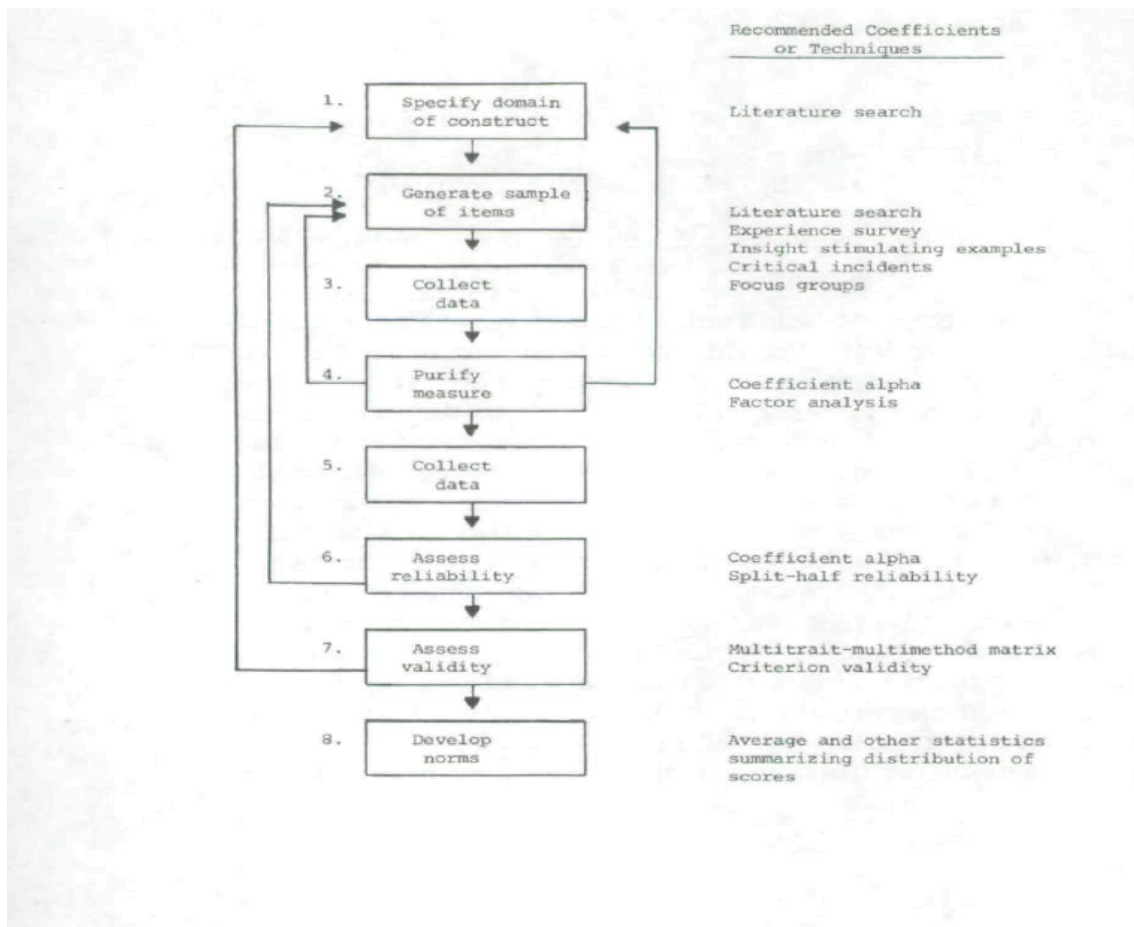 Recommended Coefficients
or Techniques
1.
Specify domain
of construct
Literature search
2.
Generate sample
of items
Literature search
Experience survey
Insight stimulating examples
Critical incidents
Focus groups
3.
Collect
data
4.
Purify
measure
Coefficient alpha
Factor analysis
5.
Collect
data
6.
Assess
reliability
Coefficient alpha
Split-half reliability
7.
Assess
validity
Multitrait-multimethod matrix
Criterion validity
8.
Develop
norms
Average and other statistics
summarizing distribution of
scores